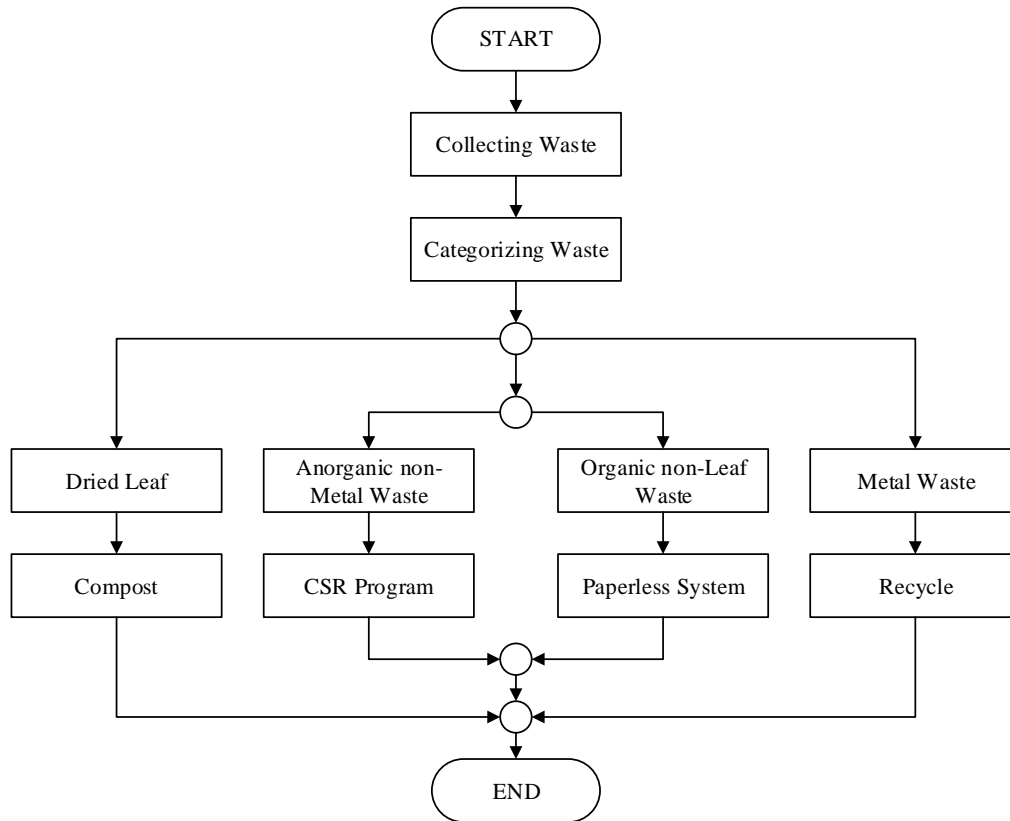 START
Collecting Waste
Categorizing Waste
Dried Leaf
Anorganic non-
Metal Waste
Organic non-Leaf
Waste
Metal Waste
Compost
CSR Program
Paperless System
Recycle
END